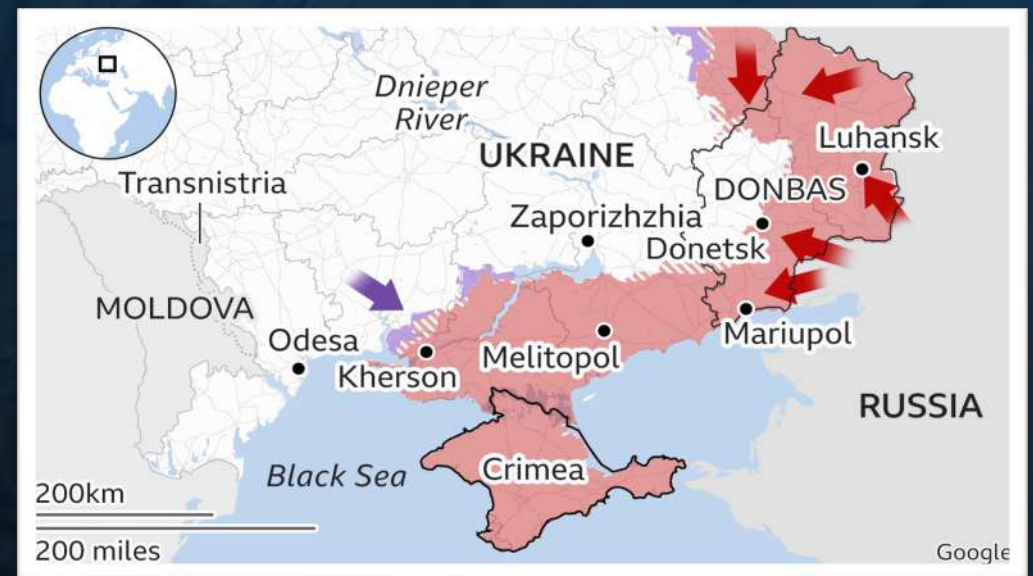 Dnieper
River
UKRAINE
Luhansk
Transnistria
DONBAS
Zaporizhzhia
Donetsk
MOLDOVA
Odesa
Mariupol
Melitopol
Kherson
RUSSIA
Crimea
Black Sea
200km
200 miles
Google